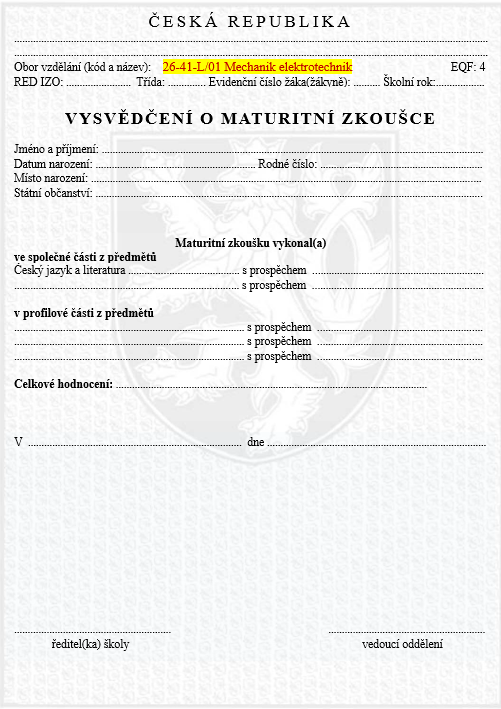 ČESKÁ REPUBLIKA
Obor vzdělání (kód a název): 26-41-L/01 Mechanik elektrotechnik EQF: 4
RED IZO: ...................... Třída: ............. Evidenční číslo žáka(žákyně): ......... Školní rok:.................
VYSVĚDČENÍ O MATURITNÍ ZKOUŠCE
Jméno a příjmení: ....................
Datum narození: .................... Rodné číslo: ....................
Místo narození: ....................
Státní občanství: ....................
Maturitní zkoušku vykonal(a)
ve společné části z předmětů
Český jazyk a literatura .................... s prospěchem ....................
.................... s prospěchem ....................
v profilové části z předmětů
.................... s prospěchem ....................
.................... s prospěchem ....................
.................... s prospěchem ....................
Celkové hodnocení: ....................
V .................... dne ....................
ředitel(ka) školy vedoucí oddělení